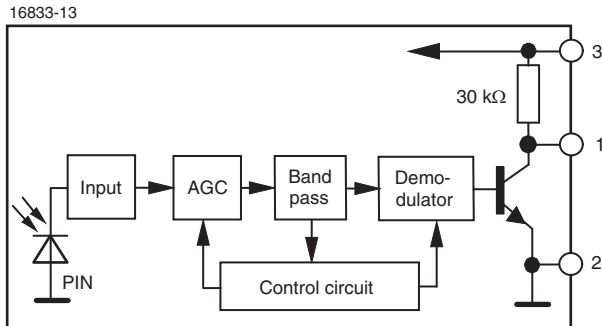 16833-13
3
30 kΩ
1
Input
AGC
Band
pass
Demo-
dulator
2
PIN
Control circuit